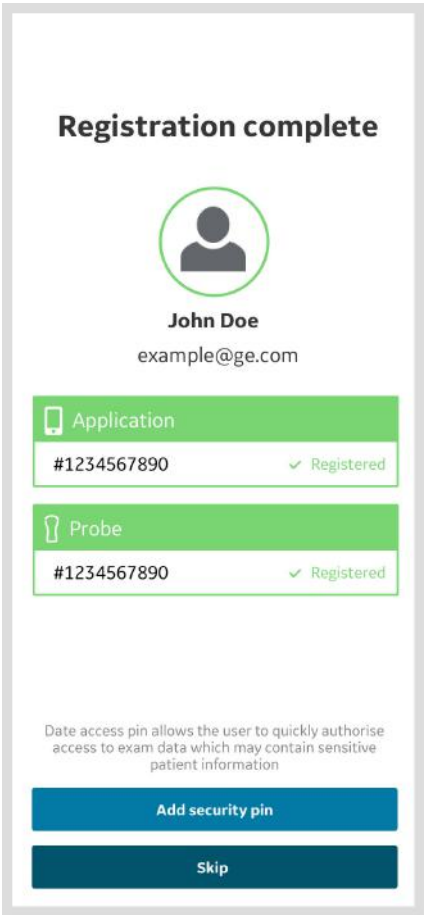 Registration complete
John Doe
example@ge.com
Application
#1234567890 ✓ Registered
Probe
#1234567890 ✓ Registered
Date access pin allows the user to quickly authorise
access to exam data which may contain sensitive
patient information
Add security pin
Skip